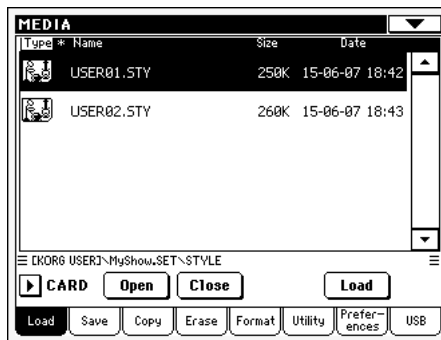 MEDIA
Type * Name Size Date
USER01.STY 250K 15-06-07 18:42
USER02.STY 260K 15-06-07 18:43
[KORG USER]\MyShow.SET\STYLE
CARD Open Close Load
Load Save Copy Erase Format Utility Prefer-ences USB